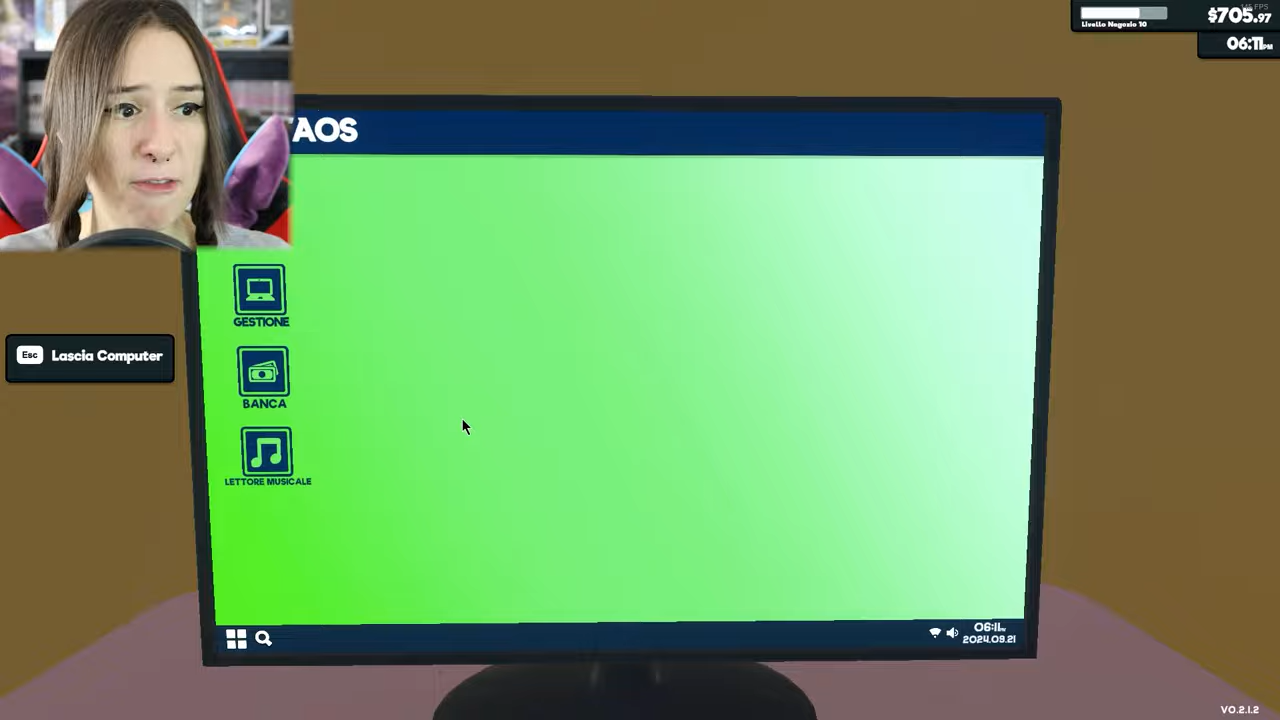 $705.97
Livello Negozio 10
06:11PM
AOS
GESTIONE
Esc Lascia Computer
BANCA
LETTORE MUSICALE
06:11PM
2024.09.21
V0.2.1.2